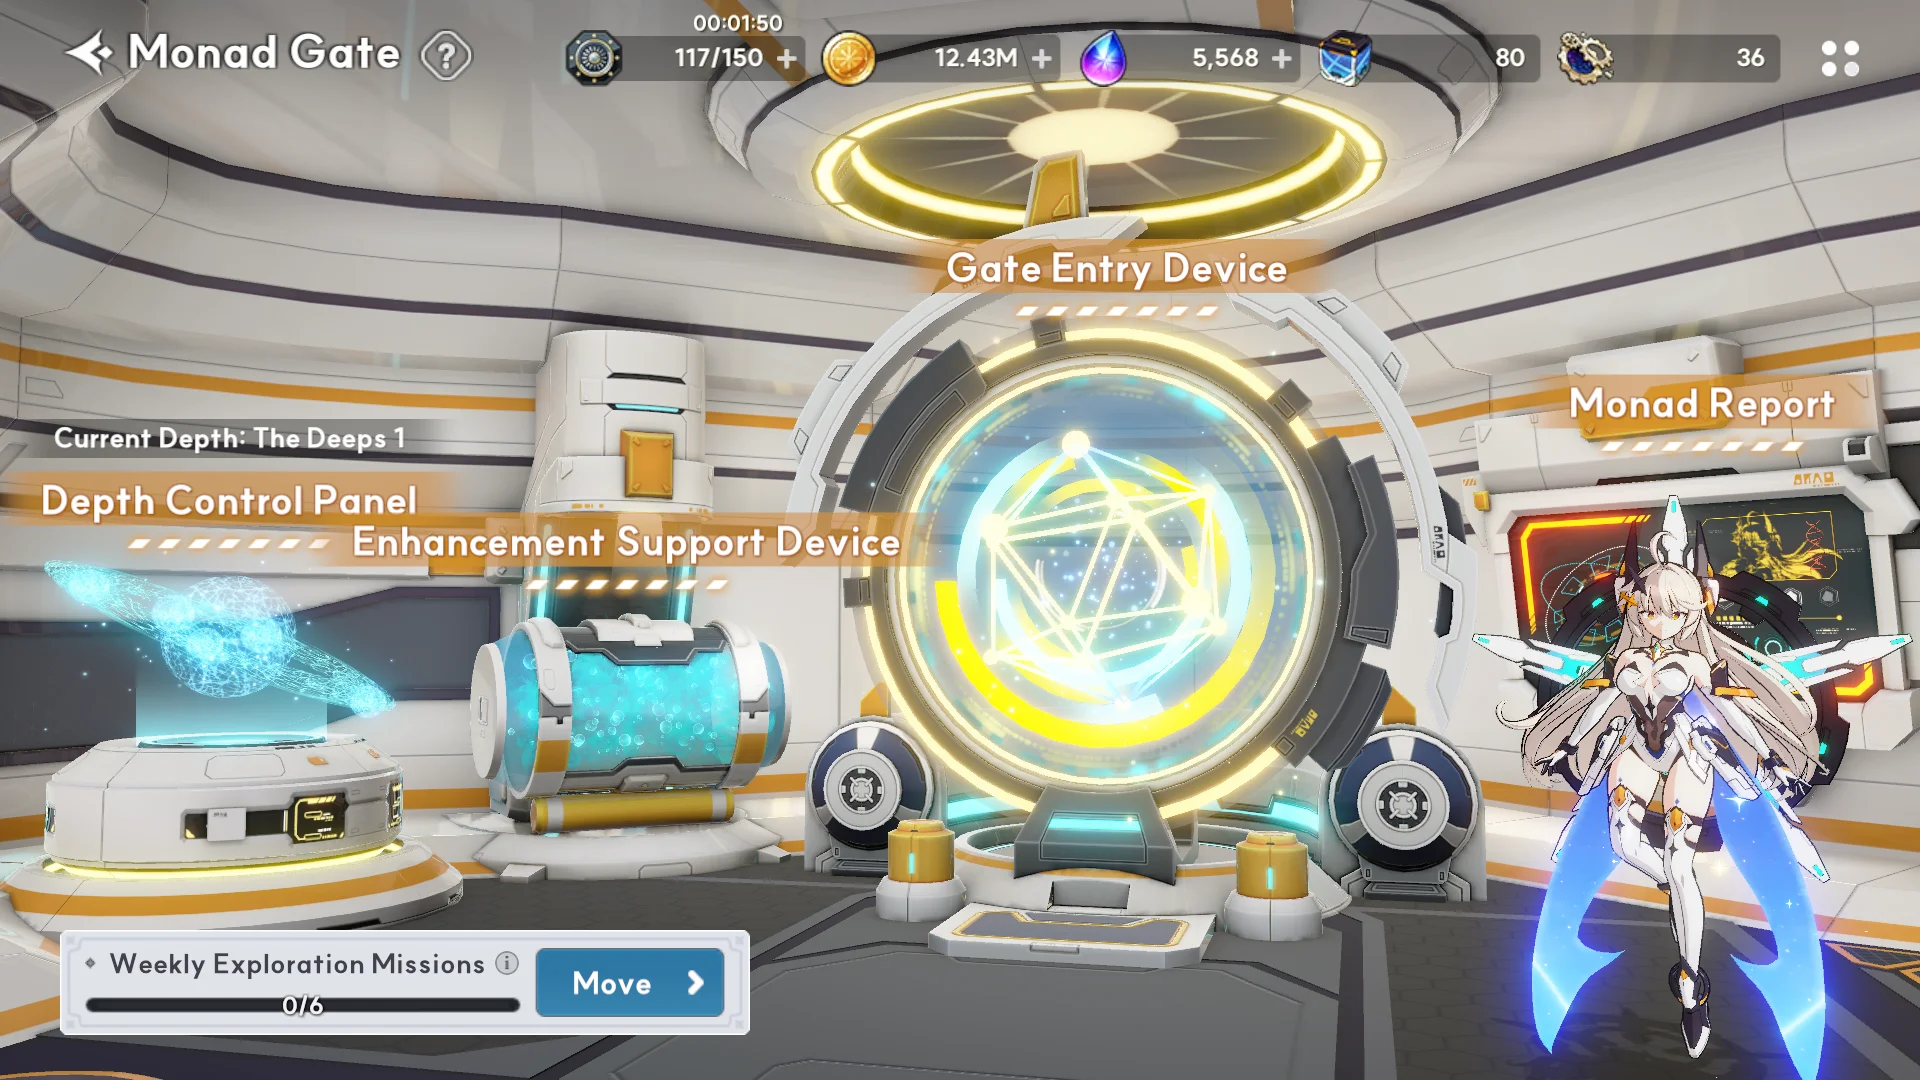 Monad Gate
?
00:01:50
117/150 +
12.43M +
5,568 +
80
36
Gate Entry Device
Monad Report
Current Depth: The Deeps 1
Depth Control Panel
Enhancement Support Device
Weekly Exploration Missions
0/6
Move